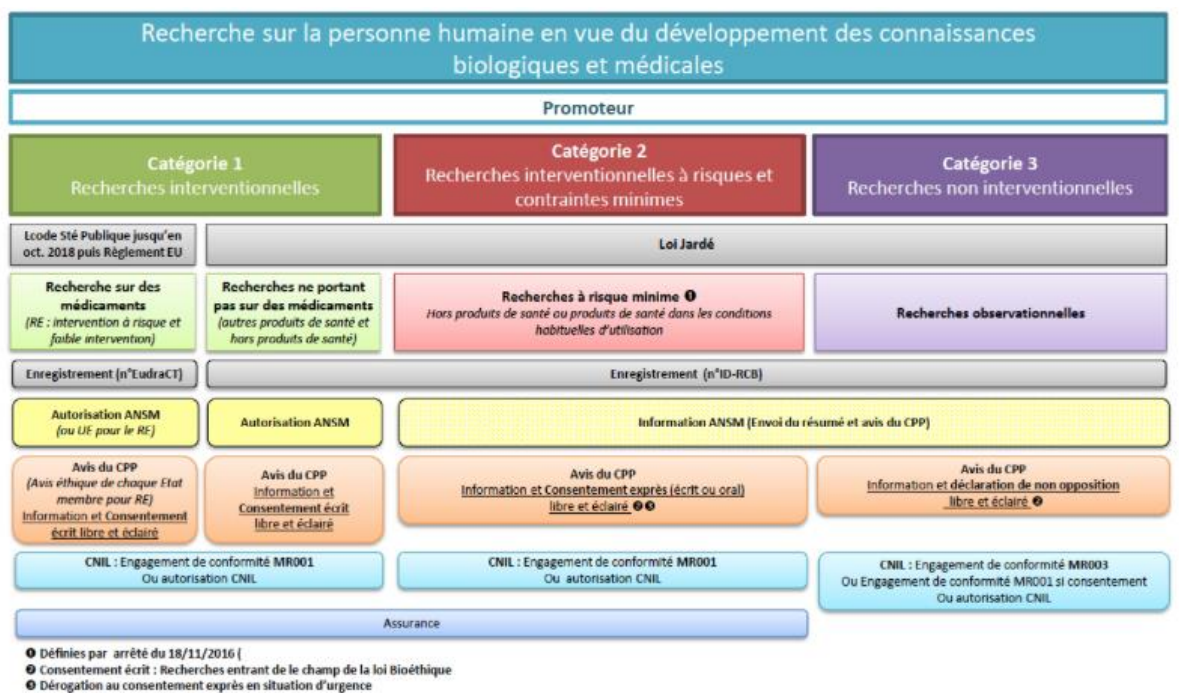 Recherche sur la personne humaine en vue du développement des connaissances
biologiques et médicales
Promoteur
Catégorie 1
Recherches interventionnelles
Catégorie 2
Recherches interventionnelles à risques et
contraintes minimes
Catégorie 3
Recherches non interventionnelles
Lcode Sté Publique jusqu'en
oct. 2018 puis Règlement EU
Loi Jardé
Recherche sur des
médicaments
(RE : intervention à risque et
faible intervention)
Recherches ne portant
pas sur des médicaments
(autres produits de santé et
hors produits de santé)
Recherches à risque minime ❶
Hors produits de santé ou produits de santé dans les conditions
habituelles d'utilisation
Recherches observationnelles
Enregistrement (n°EudraCT)
Enregistrement (n°ID-RCB)
Autorisation ANSM
(ou UE pour le RE)
Autorisation ANSM
Information ANSM (Envoi du résumé et avis du CPP)
Avis du CPP
(Avis éthique de chaque Etat
membre pour RE)
Information et Consentement
écrit libre et éclairé
Avis du CPP
Information et
Consentement écrit
libre et éclairé
Avis du CPP
Information et Consentement exprès (écrit ou oral)
libre et éclairé ❷❸
Avis du CPP
Information et déclaration de non opposition
libre et éclairé ❷
CNIL : Engagement de conformité MR001
Ou autorisation CNIL
CNIL : Engagement de conformité MR001
Ou autorisation CNIL
CNIL : Engagement de conformité MR003
Ou Engagement de conformité MR001 si consentement
Ou autorisation CNIL
Assurance
❶ Définies par arrêté du 18/11/2016 (
❷ Consentement écrit : Recherches entrant de le champ de la loi Bioéthique
❸ Dérogation au consentement exprès en situation d'urgence